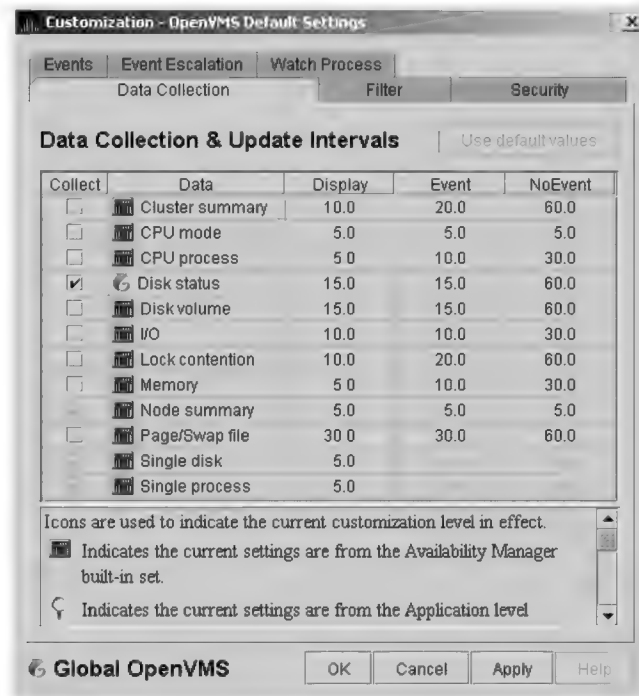 Customization - OpenVMS Default Settings
Events Event Escalation Watch Process
Data Collection Filter Security
Data Collection & Update Intervals Use default values
Collect Data Display Event NoEvent
Cluster summary 10.0 20.0 60.0
CPU mode 5.0 5.0 5.0
CPU process 5.0 10.0 30.0
Disk status 15.0 15.0 60.0
Disk volume 15.0 15.0 60.0
I/O 10.0 10.0 30.0
Lock contention 10.0 20.0 60.0
Memory 5 0 10.0 30.0
Node summary 5.0 5.0 5.0
Page/Swap file 30 0 30.0 60.0
Single disk 5.0
Single process 5.0
Icons are used to indicate the current customization level in effect.
Indicates the current settings are from the Availability Manager
built-in set.
Indicates the current settings are from the Application level
Global OpenVMS OK Cancel Apply Help